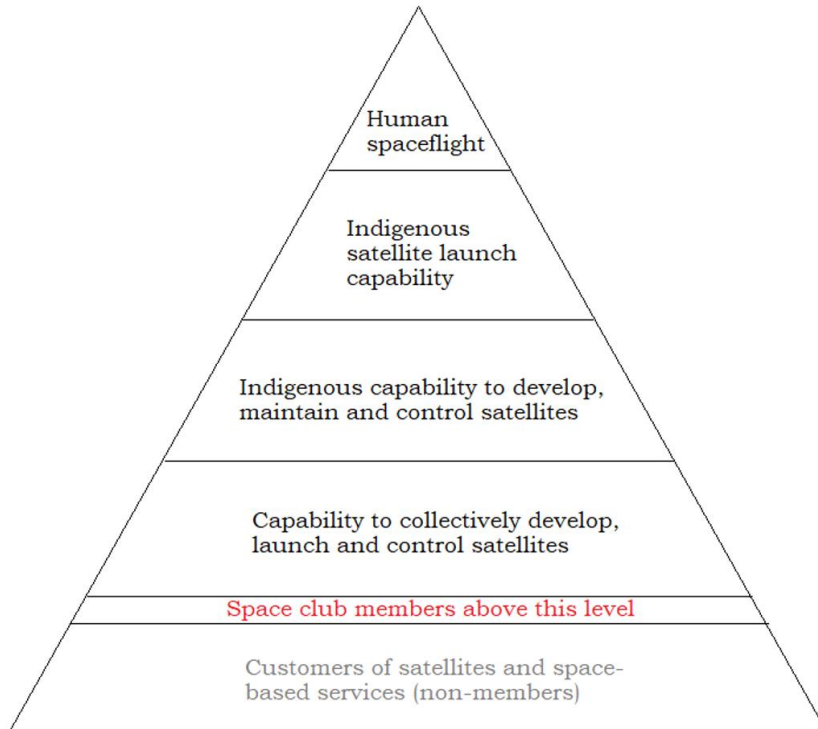 Human
spaceflight
Indigenous
satellite launch
capability
Indigenous capability to develop,
maintain and control satellites
Capability to collectively develop,
launch and control satellites
Space club members above this level
Customers of satellites and space-
based services (non-members)